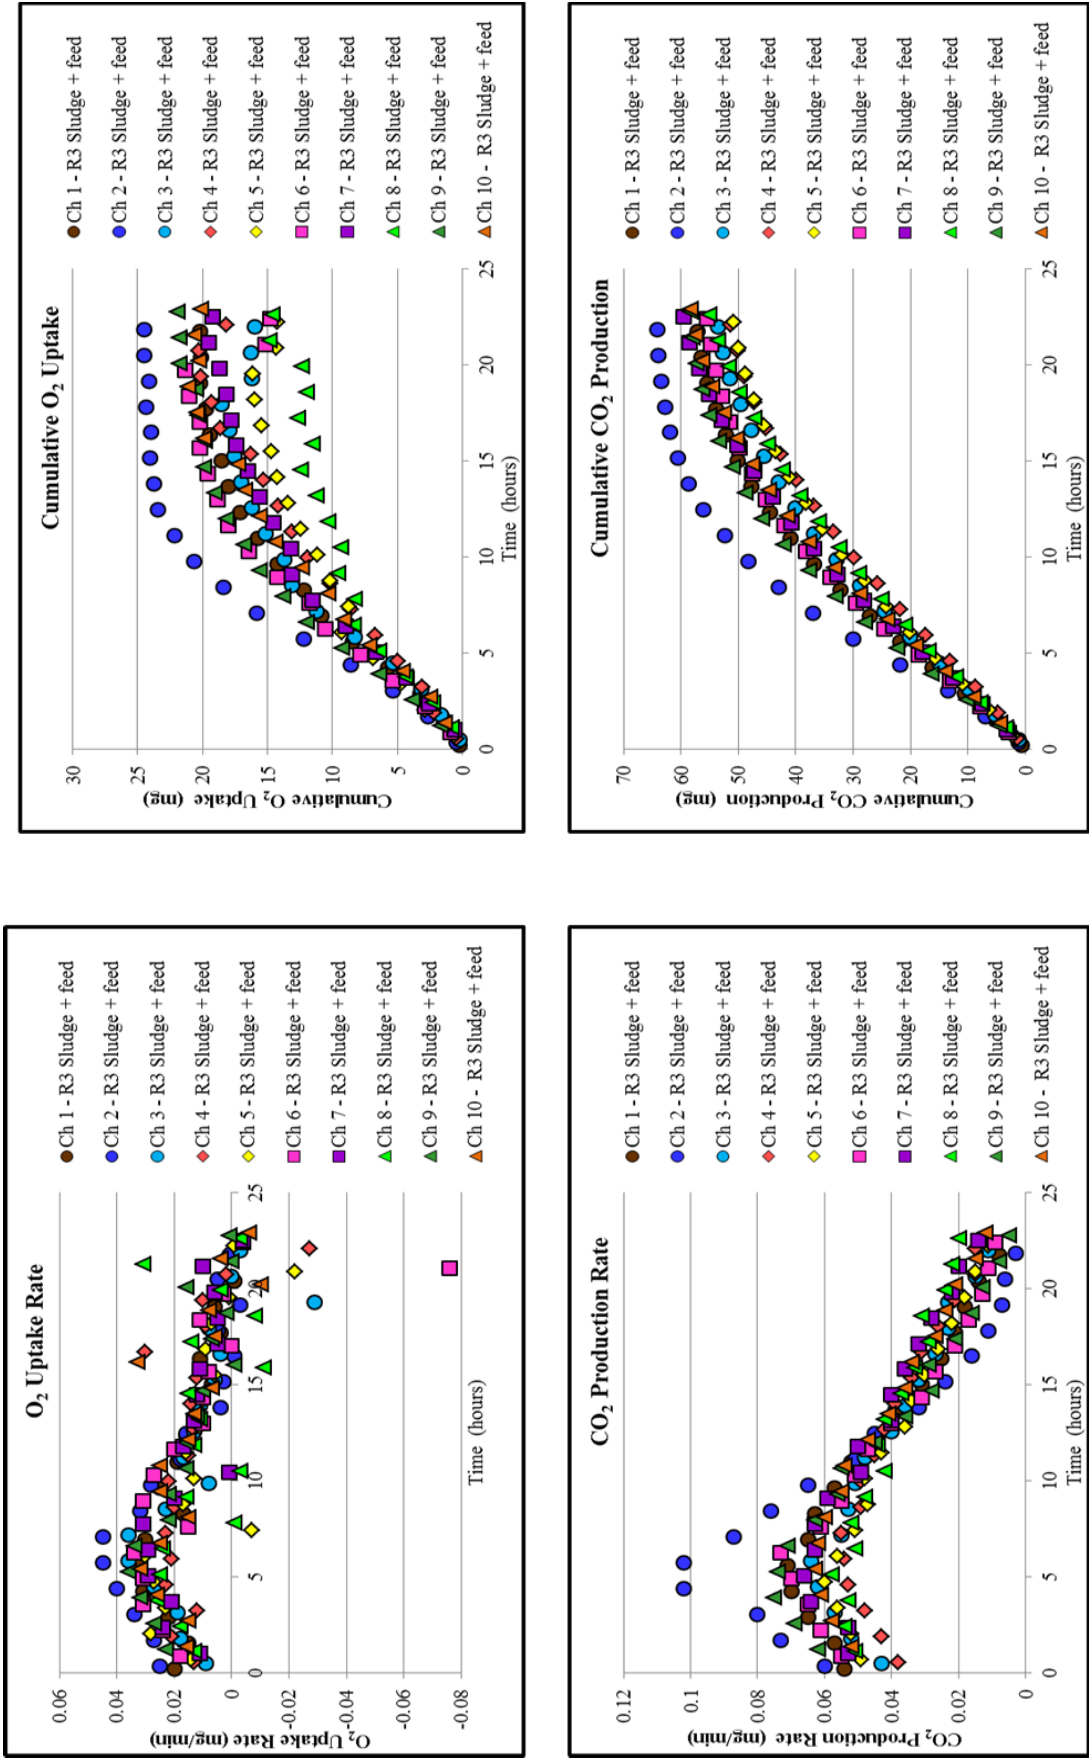 O2 Uptake Rate
0.06
0.04
0.02
0
-0.02
-0.04
-0.06
-0.08
O2 Uptake Rate (mg/min)
0
5
10
15
20
25
Time (hours)
Ch 1 - R3 Sludge + feed
Ch 2 - R3 Sludge + feed
Ch 3 - R3 Sludge + feed
Ch 4 - R3 Sludge + feed
Ch 5 - R3 Sludge + feed
Ch 6 - R3 Sludge + feed
Ch 7 - R3 Sludge + feed
Ch 8 - R3 Sludge + feed
Ch 9 - R3 Sludge + feed
Ch 10 - R3 Sludge + feed
Cumulative O2 Uptake
30
25
20
15
10
5
0
Cumulative O2 Uptake (mg)
0
5
10
15
20
25
Time (hours)
Ch 1 - R3 Sludge + feed
Ch 2 - R3 Sludge + feed
Ch 3 - R3 Sludge + feed
Ch 4 - R3 Sludge + feed
Ch 5 - R3 Sludge + feed
Ch 6 - R3 Sludge + feed
Ch 7 - R3 Sludge + feed
Ch 8 - R3 Sludge + feed
Ch 9 - R3 Sludge + feed
Ch 10 - R3 Sludge + feed
CO2 Production Rate
0.12
0.1
0.08
0.06
0.04
0.02
0
CO2 Production Rate (mg/min)
0
5
10
15
20
25
Time (hours)
Ch 1 - R3 Sludge + feed
Ch 2 - R3 Sludge + feed
Ch 3 - R3 Sludge + feed
Ch 4 - R3 Sludge + feed
Ch 5 - R3 Sludge + feed
Ch 6 - R3 Sludge + feed
Ch 7 - R3 Sludge + feed
Ch 8 - R3 Sludge + feed
Ch 9 - R3 Sludge + feed
Ch 10 - R3 Sludge + feed
Cumulative CO2 Production
70
60
50
40
30
20
10
0
Cumulative CO2 Production (mg)
0
5
10
15
20
25
Time (hours)
Ch 1 - R3 Sludge + feed
Ch 2 - R3 Sludge + feed
Ch 3 - R3 Sludge + feed
Ch 4 - R3 Sludge + feed
Ch 5 - R3 Sludge + feed
Ch 6 - R3 Sludge + feed
Ch 7 - R3 Sludge + feed
Ch 8 - R3 Sludge + feed
Ch 9 - R3 Sludge + feed
Ch 10 - R3 Sludge + feed